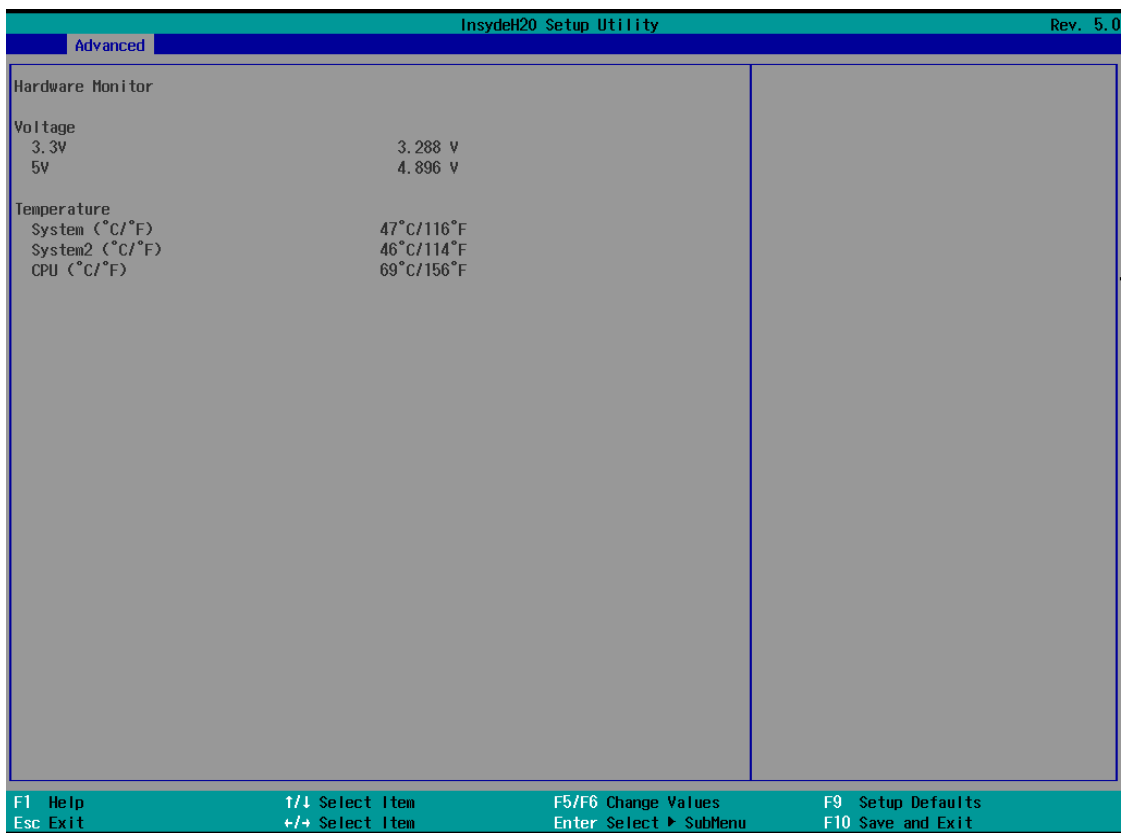 InsydeH20 Setup Utility Rev. 5.0
Advanced
Hardware Monitor
Voltage
3.3V 3.288 V
5V 4.896 V
Temperature
System (°C/°F) 47°C/116°F
System2 (°C/°F) 46°C/114°F
CPU (°C/°F) 69°C/156°F
F1 Help ↑/↓ Select Item F5/F6 Change Values F9 Setup Defaults
Esc Exit ←/→ Select Item Enter Select ▶ SubMenu F10 Save and Exit